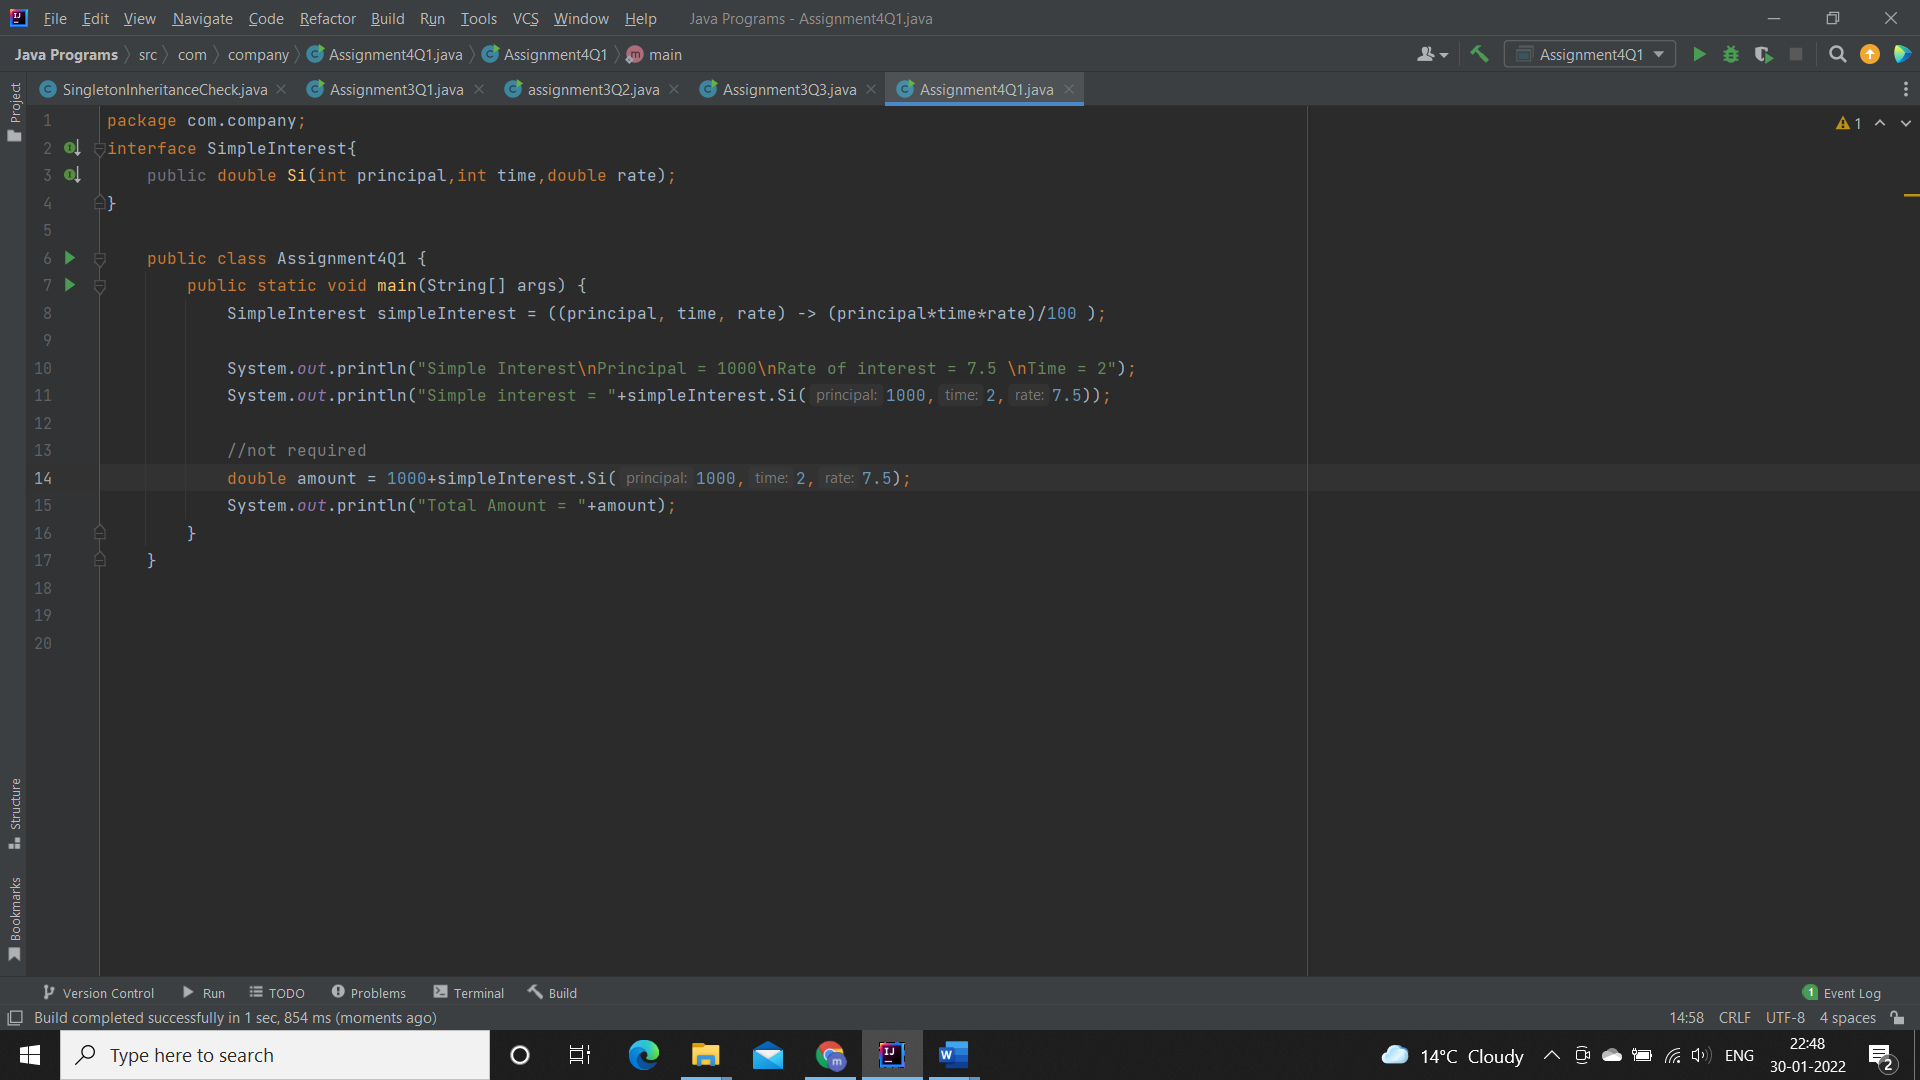 File Edit View Navigate Code Refactor Build Run Tools VCS Window Help Java Programs - Assignment4Q1.java
Java Programs src com company Assignment4Q1.java Assignment4Q1 m main Assignment4Q1
SingletonInheritanceCheck.java Assignment3Q1.java assignment3Q2.java Assignment3Q3.java Assignment4Q1.java
Project
1 package com.company;
2 interface SimpleInterest{
3 public double Si(int principal,int time,double rate);
4 }
5
6 public class Assignment4Q1 {
7 public static void main(String[] args) {
8 SimpleInterest simpleInterest = ((principal, time, rate) -> (principal*time*rate)/100 );
9
10 System.out.println("Simple Interest\nPrincipal = 1000\nRate of interest = 7.5 \nTime = 2");
11 System.out.println("Simple interest = "+simpleInterest.Si( principal: 1000, time: 2, rate: 7.5));
12
13 //not required
14 double amount = 1000+simpleInterest.Si( principal: 1000, time: 2, rate: 7.5);
15 System.out.println("Total Amount = "+amount);
16 }
17 }
18
19
20
1
Structure
Bookmarks
Version Control Run TODO Problems Terminal Build 1 Event Log
Build completed successfully in 1 sec, 854 ms (moments ago) 14:58 CRLF UTF-8 4 spaces
Type here to search 14°C Cloudy ENG 22:48
30-01-2022 2